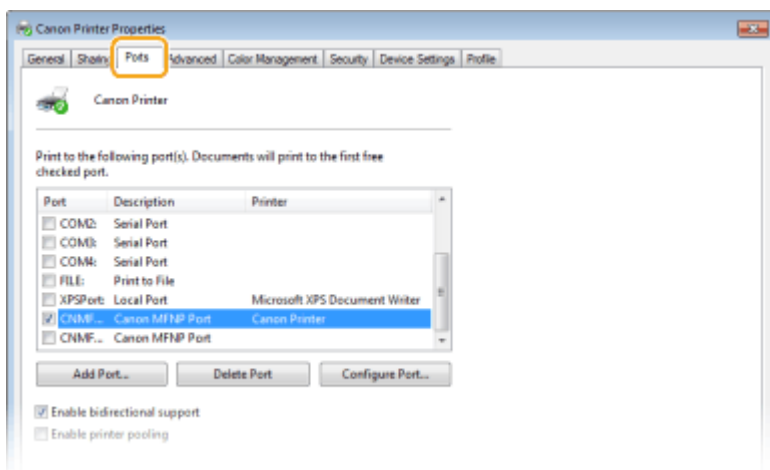 Canon Printer Properties
General Sharing Ports Advanced Color Management Security Device Settings Profile
Canon Printer
Print to the following port(s). Documents will print to the first free
checked port.
Port Description Printer
COM2: Serial Port
COM3: Serial Port
COM4: Serial Port
FILE: Print to File
XPSPort: Local Port Microsoft XPS Document Writer
CNMF... Canon MFNP Port Canon Printer
CNMF... Canon MFNP Port
Add Port... Delete Port Configure Port...
Enable bidirectional support
Enable printer pooling